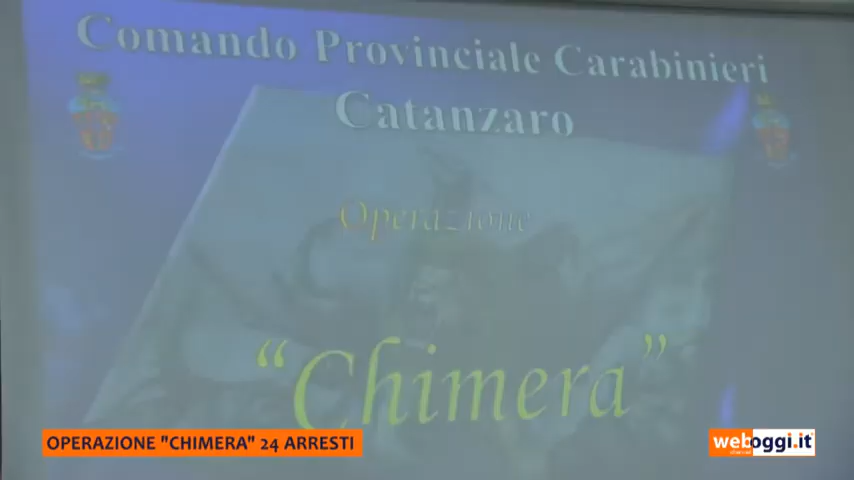 Comando Provinciale Carabinieri
Catanzaro
Operazione
"Chimera"
OPERAZIONE "CHIMERA" 24 ARRESTI
weboggi.it